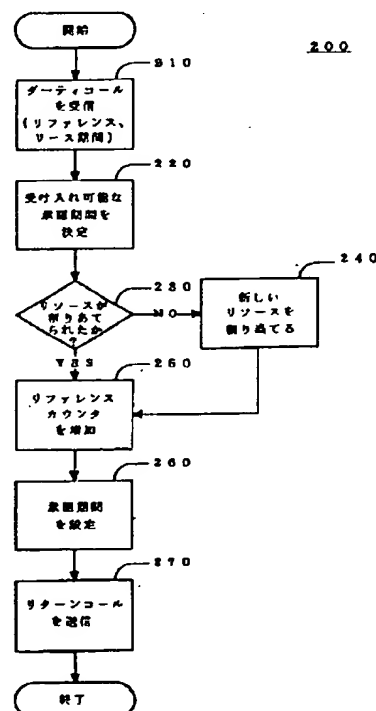 開始
200
210
ダーティコール
を受信
(リファレンス、
リース期間)
220
受け入れ可能な
承認期間を
決定
230
リソースが
割りあて
られたか
?
NO
240
新しい
リソースを
割り当てる
YES
250
リファレンス
カウンタ
を増加
260
承認期間
を設定
270
リターンコール
を送信
終了